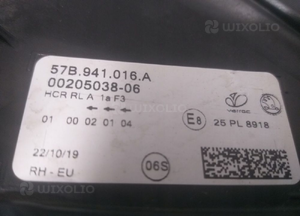 WIXOLIO
57B.941.016.A
00205038-06
HCR RL A 1a F3
01 00 02 01 04
E8
25 PL 8918
22/10/19
RH - EU
06S